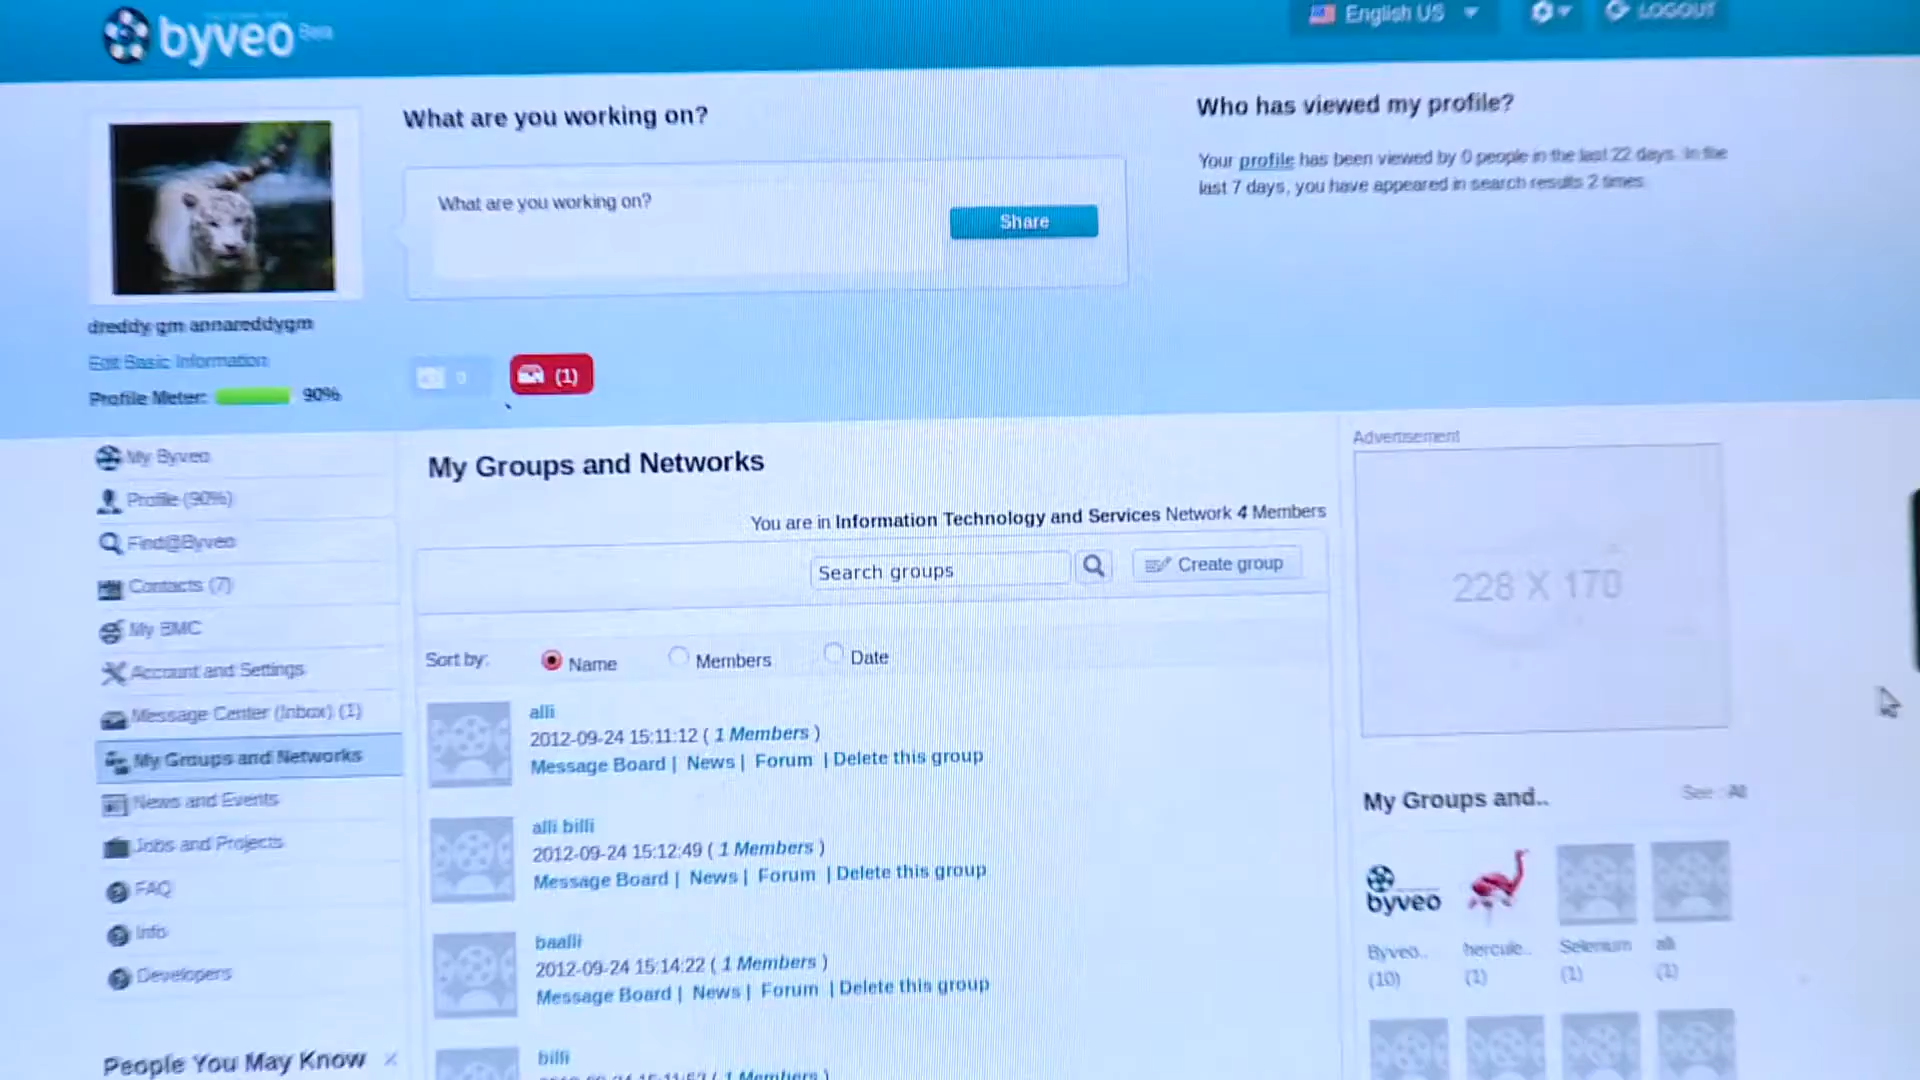 byveo Beta
English US
LOGOUT
What are you working on?
What are you working on?
Share
Who has viewed my profile?
Your profile has been viewed by 0 people in the last 22 days. In the
last 7 days, you have appeared in search results 2 times
dreddy gm annareddygm
Edit Basic Information
Profile Meter: 90%
0
(1)
My Byveo
Profile (90%)
Find@Byveo
Contacts (7)
My BMC
Account and Settings
Message Center (Inbox) (1)
My Groups and Networks
News and Events
Jobs and Projects
FAQ
Info
Developers
People You May Know
My Groups and Networks
You are in Information Technology and Services Network 4 Members
Search groups
Create group
Sort by:
Name
Members
Date
alli
2012-09-24 15:11:12 ( 1 Members )
Message Board | News | Forum | Delete this group
alli billi
2012-09-24 15:12:49 ( 1 Members )
Message Board | News | Forum | Delete this group
baalli
2012-09-24 15:14:22 ( 1 Members )
Message Board | News | Forum | Delete this group
billi
Members )
Advertisement
228 X 170
My Groups and..
See All
byveo
Byveo..
(10)
hercule..
(1)
Selenium
(1)
alli
(1)